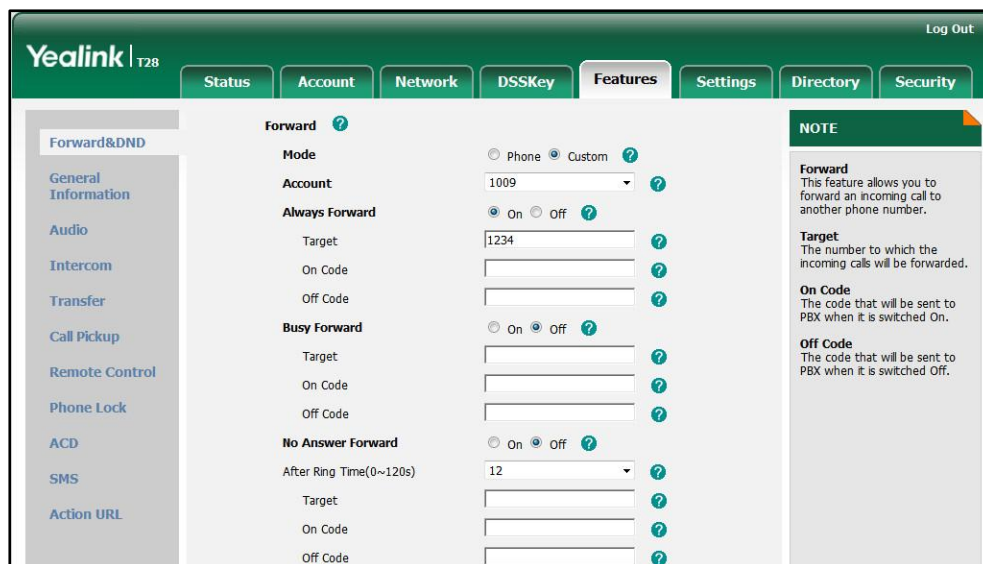 Log Out
Yealink | T28
Status Account Network DSSKey Features Settings Directory Security
Forward&DND
General
Information
Audio
Intercom
Transfer
Call Pickup
Remote Control
Phone Lock
ACD
SMS
Action URL
Forward ?
Mode Phone Custom ?
Account 1009 ?
Always Forward On Off ?
Target 1234 ?
On Code ?
Off Code ?
Busy Forward On Off ?
Target ?
On Code ?
Off Code ?
No Answer Forward On Off ?
After Ring Time(0~120s) 12 ?
Target ?
On Code ?
Off Code ?
NOTE
Forward
This feature allows you to
forward an incoming call to
another phone number.
Target
The number to which the
incoming calls will be forwarded.
On Code
The code that will be sent to
PBX when it is switched On.
Off Code
The code that will be sent to
PBX when it is switched Off.